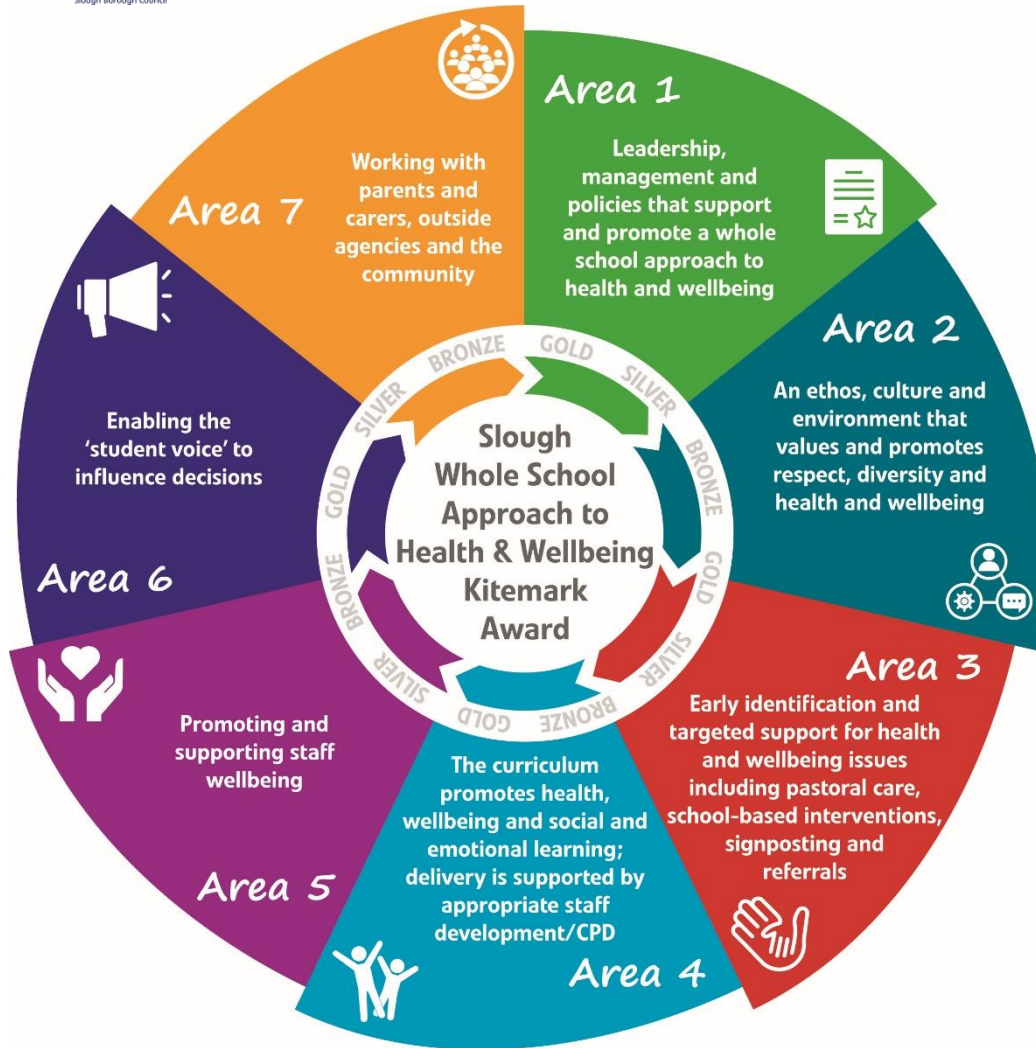 Slough Borough Council
Area 1
Leadership,
management and
policies that support
and promote a whole
school approach to
health and wellbeing
Area 2
An ethos, culture and
environment that
values and promotes
respect, diversity and
health and wellbeing
Area 3
Early identification and
targeted support for health
and wellbeing issues
including pastoral care,
school-based interventions,
signposting and
referrals
The curriculum
promotes health,
wellbeing and social and
emotional learning;
delivery is supported by
appropriate staff
development/CPD
Area 4
Promoting and
supporting staff
wellbeing
Area 5
Enabling the
'student voice' to
influence decisions
Area 6
Area 7
Working with
parents and
carers, outside
agencies and the
community
GOLD
SILVER
BRONZE
GOLD
SILVER
BRONZE
GOLD
SILVER
BRONZE
GOLD
SILVER
BRONZE
Slough
Whole School
Approach to
Health & Wellbeing
Kitemark
Award